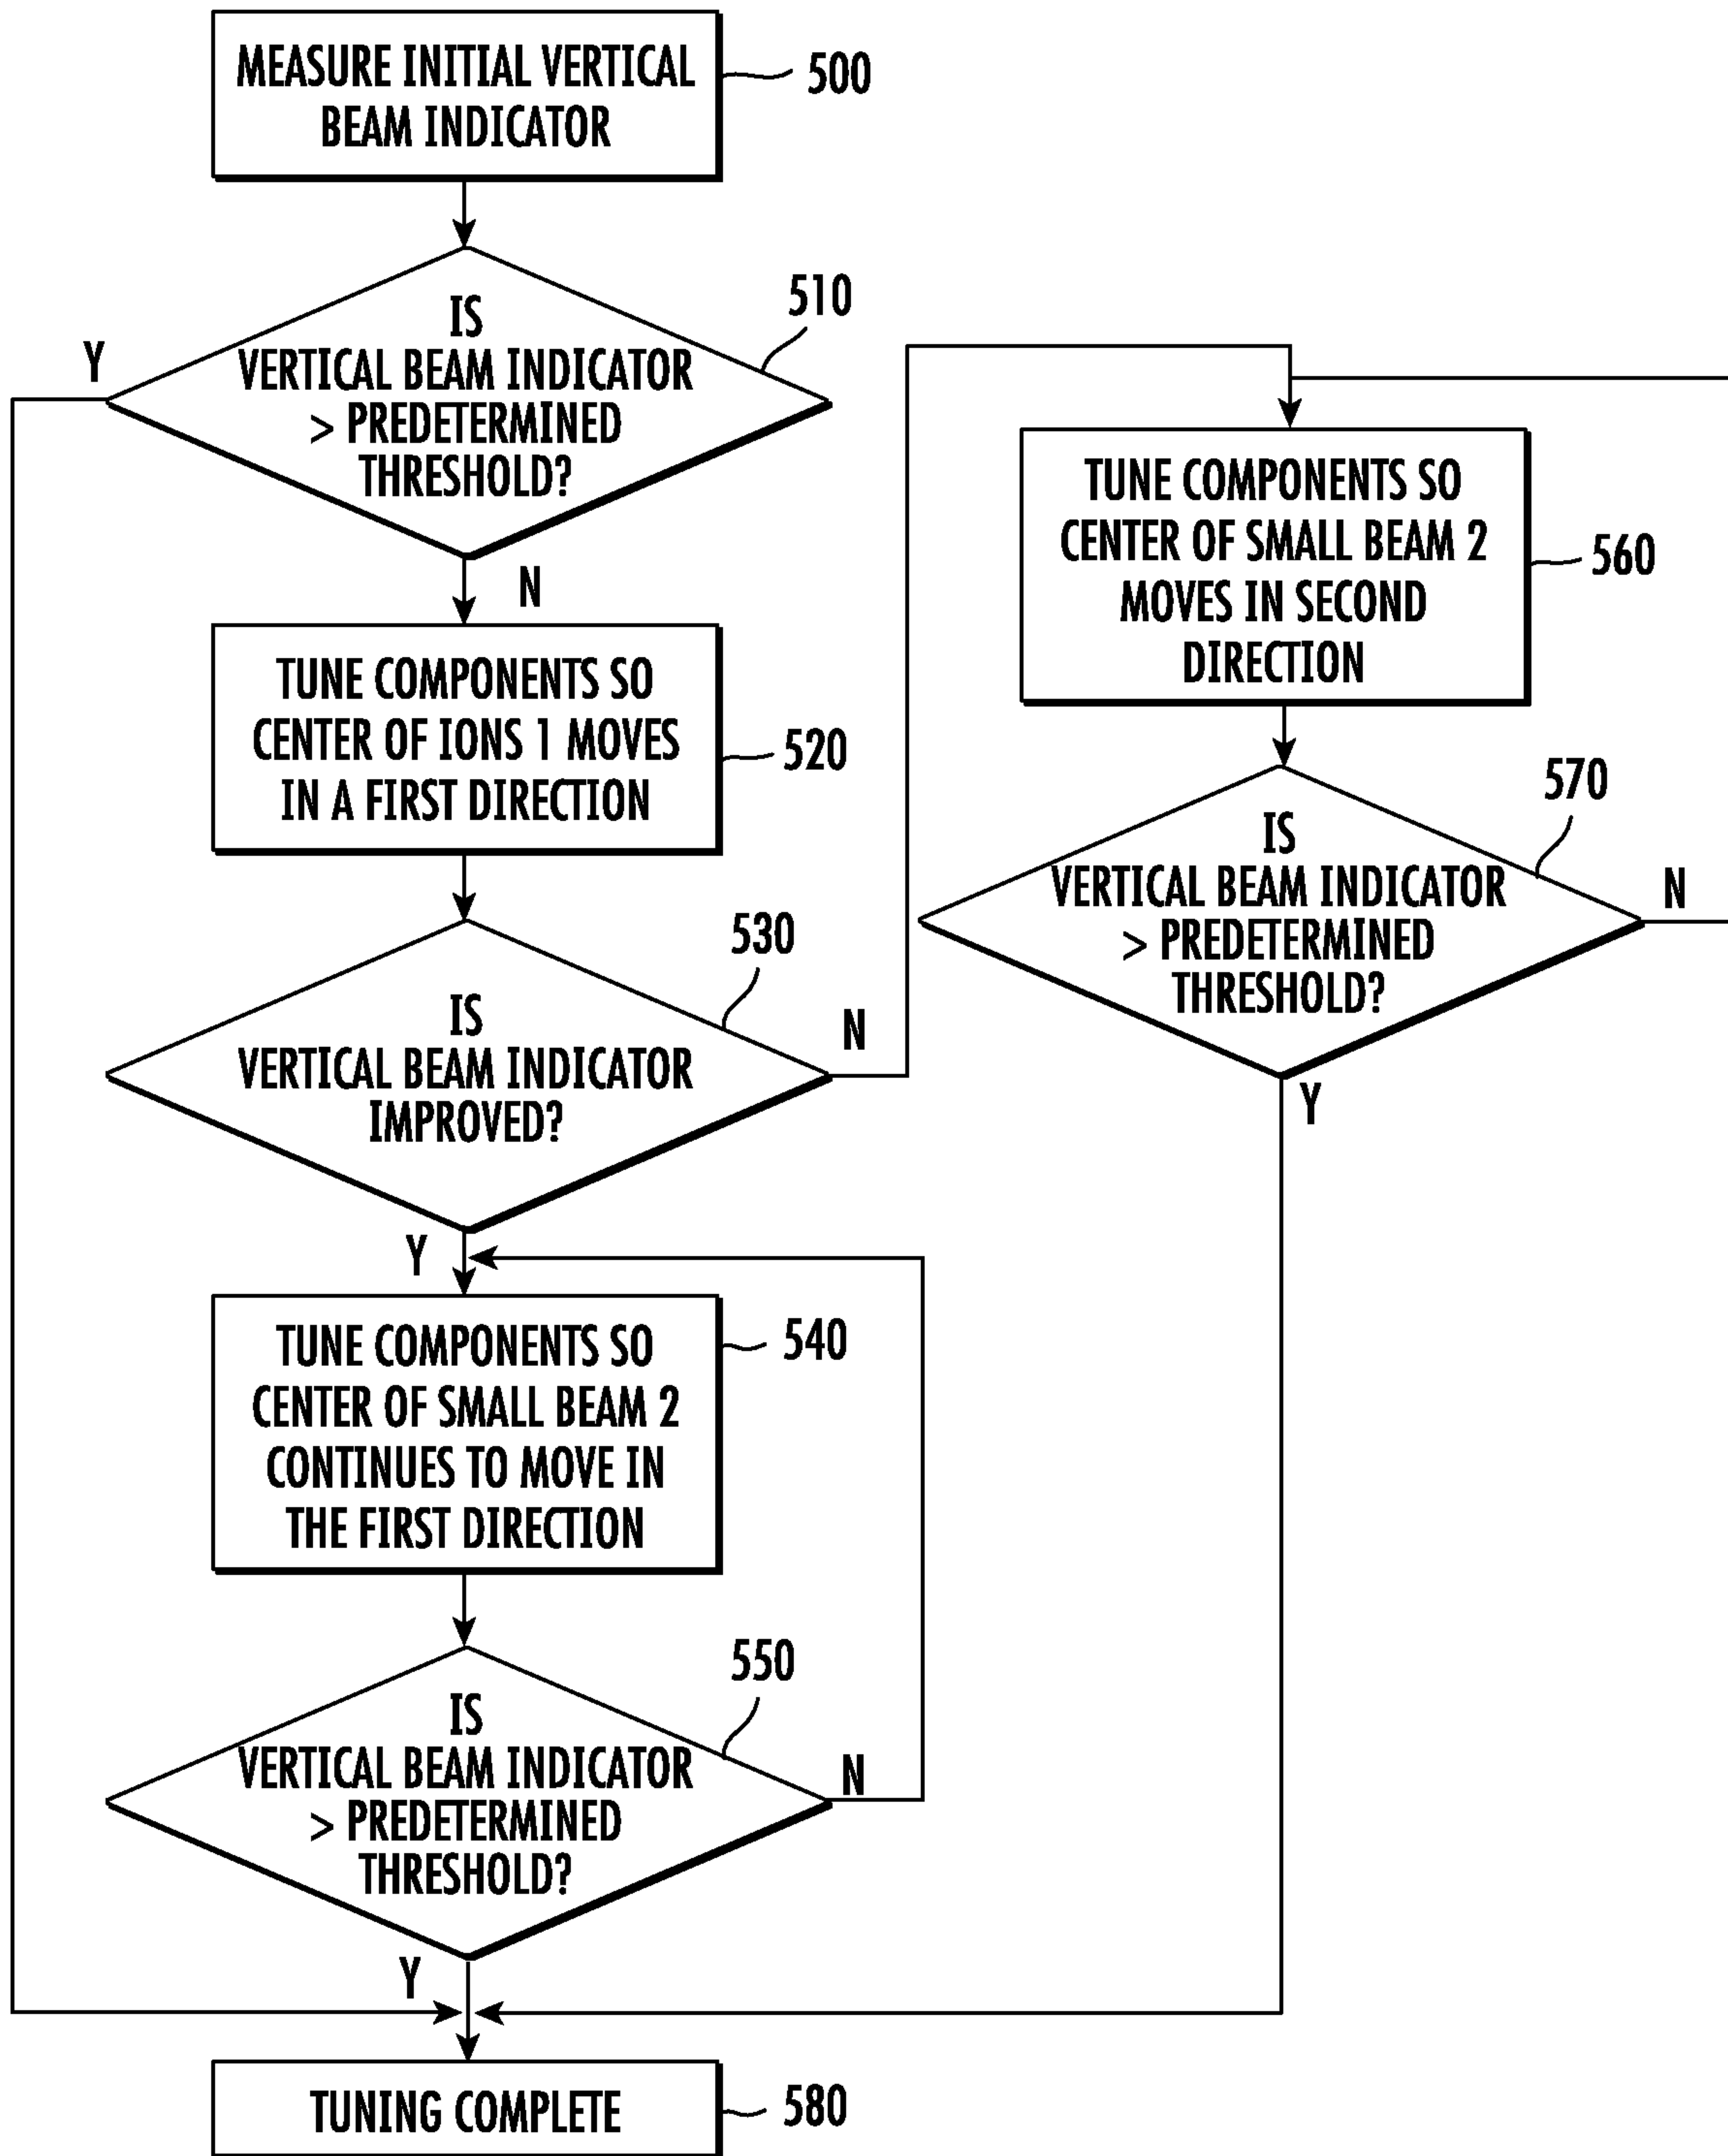 MEASURE INITIAL VERTICAL
BEAM INDICATOR
500
IS
VERTICAL BEAM INDICATOR
> PREDETERMINED
THRESHOLD?
510
Y
N
TUNE COMPONENTS SO
CENTER OF IONS 1 MOVES
IN A FIRST DIRECTION
520
IS
VERTICAL BEAM INDICATOR
IMPROVED?
530
N
Y
TUNE COMPONENTS SO
CENTER OF SMALL BEAM 2
CONTINUES TO MOVE IN
THE FIRST DIRECTION
540
IS
VERTICAL BEAM INDICATOR
> PREDETERMINED
THRESHOLD?
550
N
Y
TUNE COMPONENTS SO
CENTER OF SMALL BEAM 2
MOVES IN SECOND
DIRECTION
560
IS
VERTICAL BEAM INDICATOR
> PREDETERMINED
THRESHOLD?
570
N
Y
TUNING COMPLETE
580